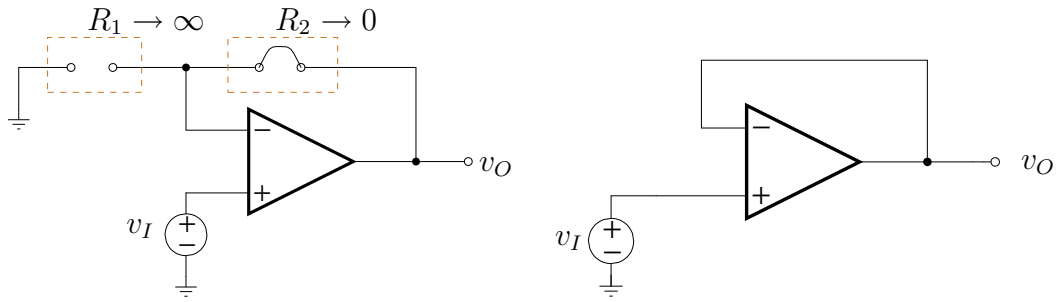 R₁ → ∞ R₂ → 0
−
+
v_O
+
−
v_I
−
+
v_O
+
−
v_I